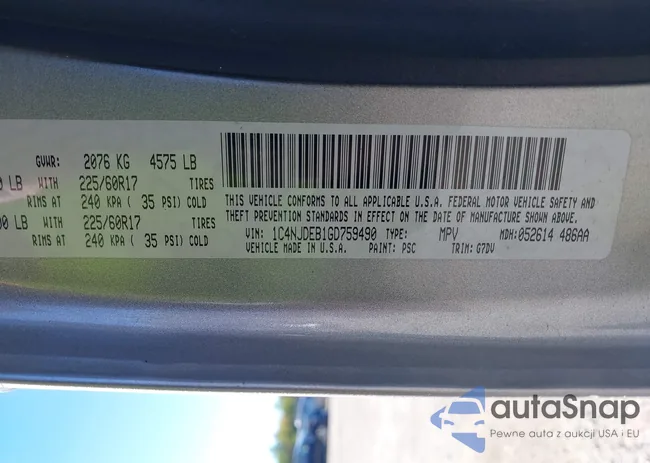 GVWR: 2076 KG 4575 LB
LB WITH 225/60R17 TIRES
RIMS AT 240 KPA ( 35 PSI) COLD
00 LB WITH 225/60R17 TIRES
RIMS AT 240 KPA ( 35 PSI) COLD
THIS VEHICLE CONFORMS TO ALL APPLICABLE U.S.A. FEDERAL MOTOR VEHICLE SAFETY AND
THEFT PREVENTION STANDARDS IN EFFECT ON THE DATE OF MANUFACTURE SHOWN ABOVE.
VIN: 1C4NJDEB1GD759490 TYPE: MPV MDH: 052614 486AA
VEHICLE MADE IN U.S.A. PAINT: PSC TRIM: G7DV
autaSnap
Pewne auta z aukcji USA i EU